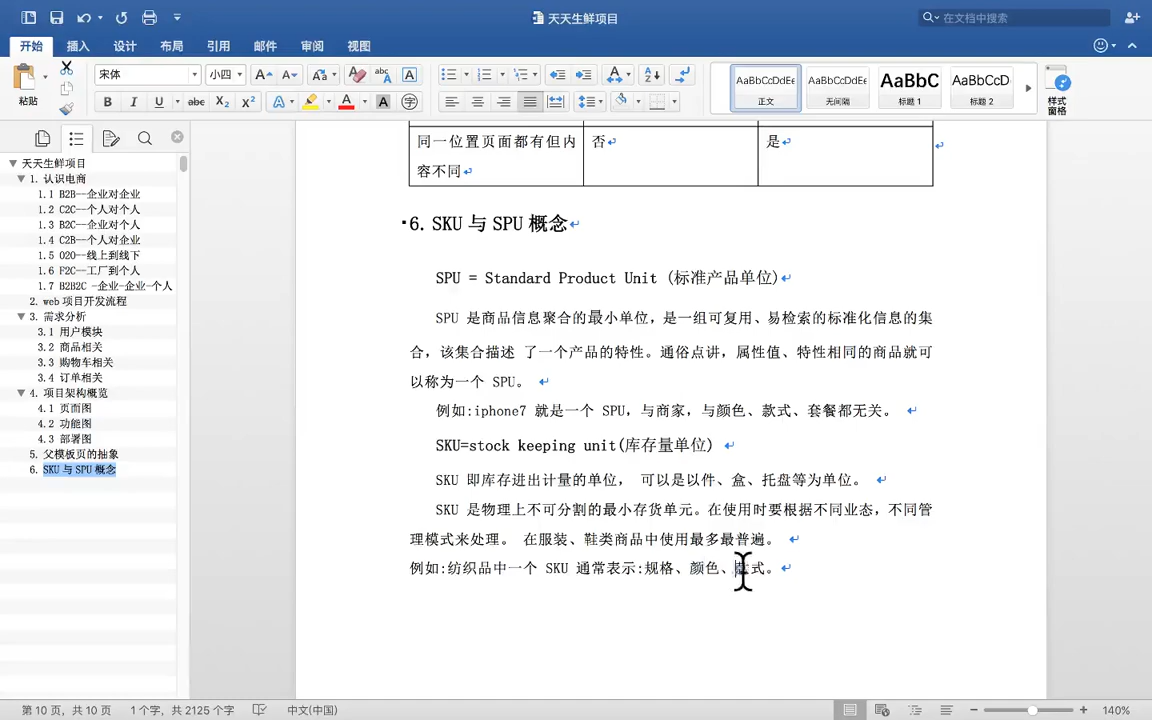 天天生鲜项目
在文档中搜索
开始 插入 设计 布局 引用 邮件 审阅 视图
粘贴
宋体 小四
AaBbCcDdEe AaBbCcDdEe AaBbC AaBbCcD
正文 无间隔 标题 1 标题 2
样式
窗格
天天生鲜项目
1. 认识电商
1.1 B2B--企业对企业
1.2 C2C--个人对个人
1.3 B2C--企业对个人
1.4 C2B--个人对企业
1.5 O2O--线上到线下
1.6 F2C--工厂到个人
1.7 B2B2C -企业-企业-个人
2. web 项目开发流程
3. 需求分析
3.1 用户模块
3.2 商品相关
3.3 购物车相关
3.4 订单相关
4. 项目架构概览
4.1 页面图
4.2 功能图
4.3 部署图
5. 父模板页的抽象
6. SKU 与 SPU 概念
同一位置页面都有但内 否 是
容不同
6. SKU 与 SPU 概念
SPU = Standard Product Unit (标准产品单位)
SPU 是商品信息聚合的最小单位，是一组可复用、易检索的标准化信息的集
合，该集合描述 了一个产品的特性。通俗点讲，属性值、特性相同的商品就可
以称为一个 SPU。
例如:iphone7 就是一个 SPU，与商家，与颜色、款式、套餐都无关。
SKU=stock keeping unit(库存量单位)
SKU 即库存进出计量的单位， 可以是以件、盒、托盘等为单位。
SKU 是物理上不可分割的最小存货单元。在使用时要根据不同业态，不同管
理模式来处理。 在服装、鞋类商品中使用最多最普遍。
例如:纺织品中一个 SKU 通常表示:规格、颜色、款式。
第 10 页，共 10 页 1 个字，共 2125 个字 中文(中国) 140%